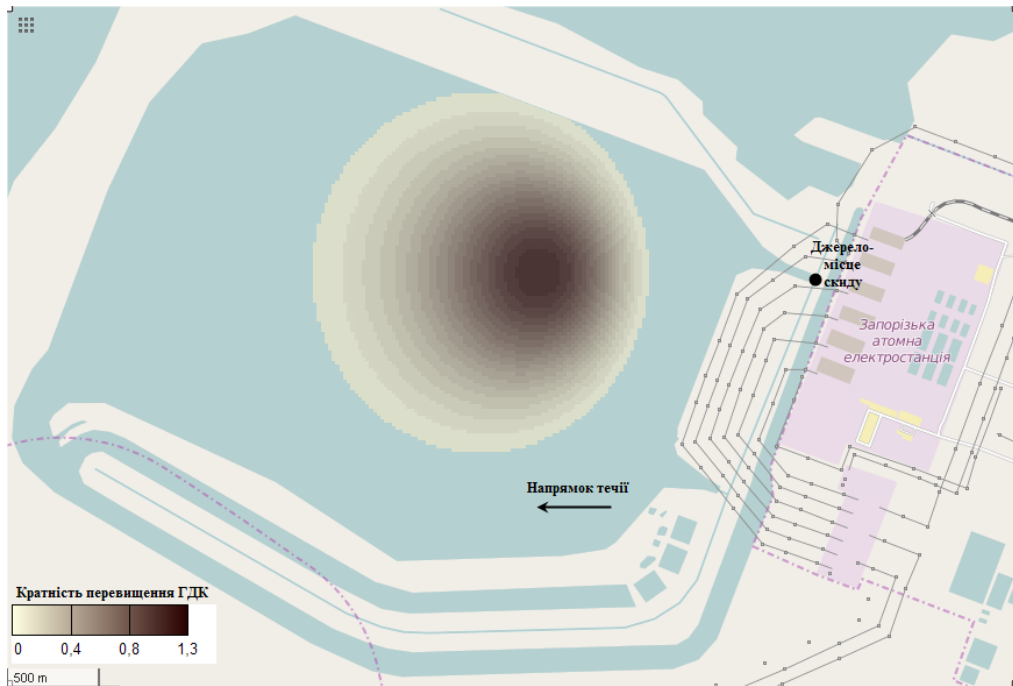 Джерело-
місце
скиду
Запорізька
атомна
електростанція
Напрямок течії
Кратність перевищення ГДК
0 0,4 0,8 1,3
500 m